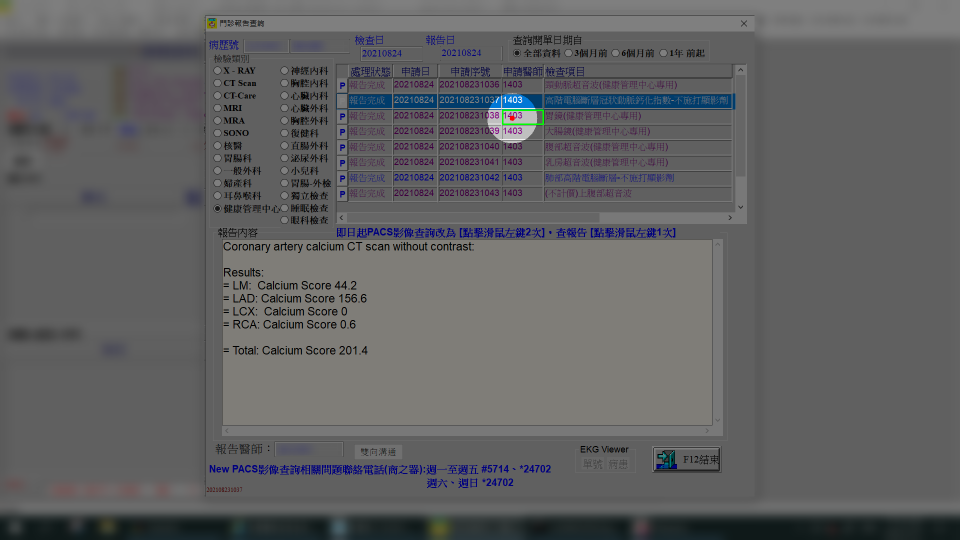 門診報告查詢
病歷號
檢查日
20210824
報告日
20210824
查詢開單日期自
全部資料 3個月前 6個月前 1年 前起
檢驗類別
X - RAY 神經內科
CT Scan 胸腔內科
CT-Care 心臟內科
MRI 心臟外科
MRA 胸腔外科
SONO 復健科
核醫 直腸外科
胃腸科 泌尿外科
一般外科 小兒科
婦產科 胃腸-外檢
耳鼻喉科 獨立檢查
健康管理中心 睡眠檢查
眼科檢查
處理狀態 申請日 申請序號 申請醫師 檢查項目
P 報告完成 20210824 202108231036 1403 頸動脈超音波(健康管理中心專用)
報告完成 20210824 202108231037 1403 高階電腦斷層冠狀動脈鈣化指數-不施打顯影劑
P 報告完成 20210824 202108231038 1403 胃鏡(健康管理中心專用)
P 報告完成 20210824 202108231039 1403 大腸鏡(健康管理中心專用)
P 報告完成 20210824 202108231040 1403 腹部超音波(健康管理中心專用)
P 報告完成 20210824 202108231041 1403 乳房超音波(健康管理中心專用)
P 報告完成 20210824 202108231042 1403 肺部高階電腦斷層-不施打顯影劑
P 報告完成 20210824 202108231043 1403 (不計價)上腹部超音波
報告內容
即日起PACS影像查詢改為 [點擊滑鼠左鍵2次]，查報告 [點擊滑鼠左鍵1次]
Coronary artery calcium CT scan without contrast:
Results:
= LM: Calcium Score 44.2
= LAD: Calcium Score 156.6
= LCX: Calcium Score 0
= RCA: Calcium Score 0.6
= Total: Calcium Score 201.4
報告醫師：
雙向溝通
EKG Viewer
單號 病患
F12結束
New PACS影像查詢相關問題聯絡電話(商之器):週一至週五 #5714、*24702
週六、週日 *24702
202108231037